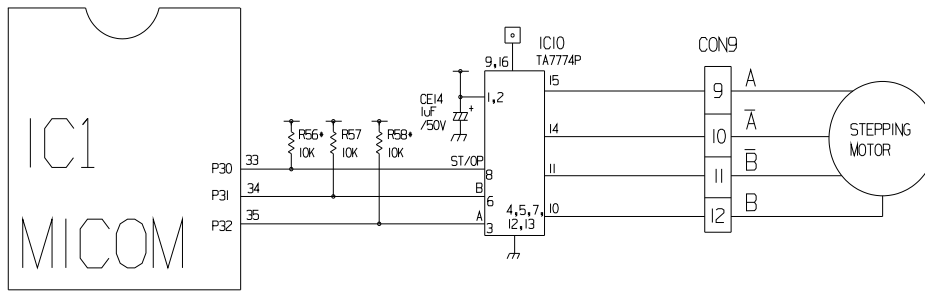 IC1
MICOM
P30
33
P31
34
P32
35
R56*
10K
R57
10K
R58*
10K
CE14
1uF
/50V
+
9,16
IC10
TA7774P
1,2
ST/OP
8
B
6
A
3
4,5,7,
12,13
15
14
11
10
CON9
9
10
11
12
A
A̅
B̅
B
STEPPING
MOTOR